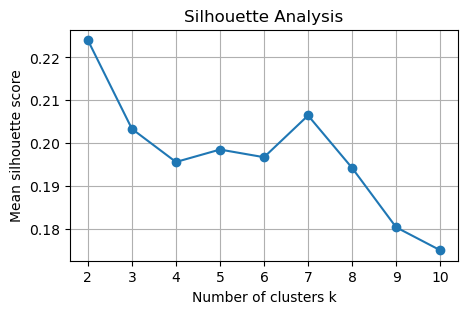 Silhouette Analysis
Mean silhouette score
0.22
0.21
0.20
0.19
0.18
2 3 4 5 6 7 8 9 10
Number of clusters k